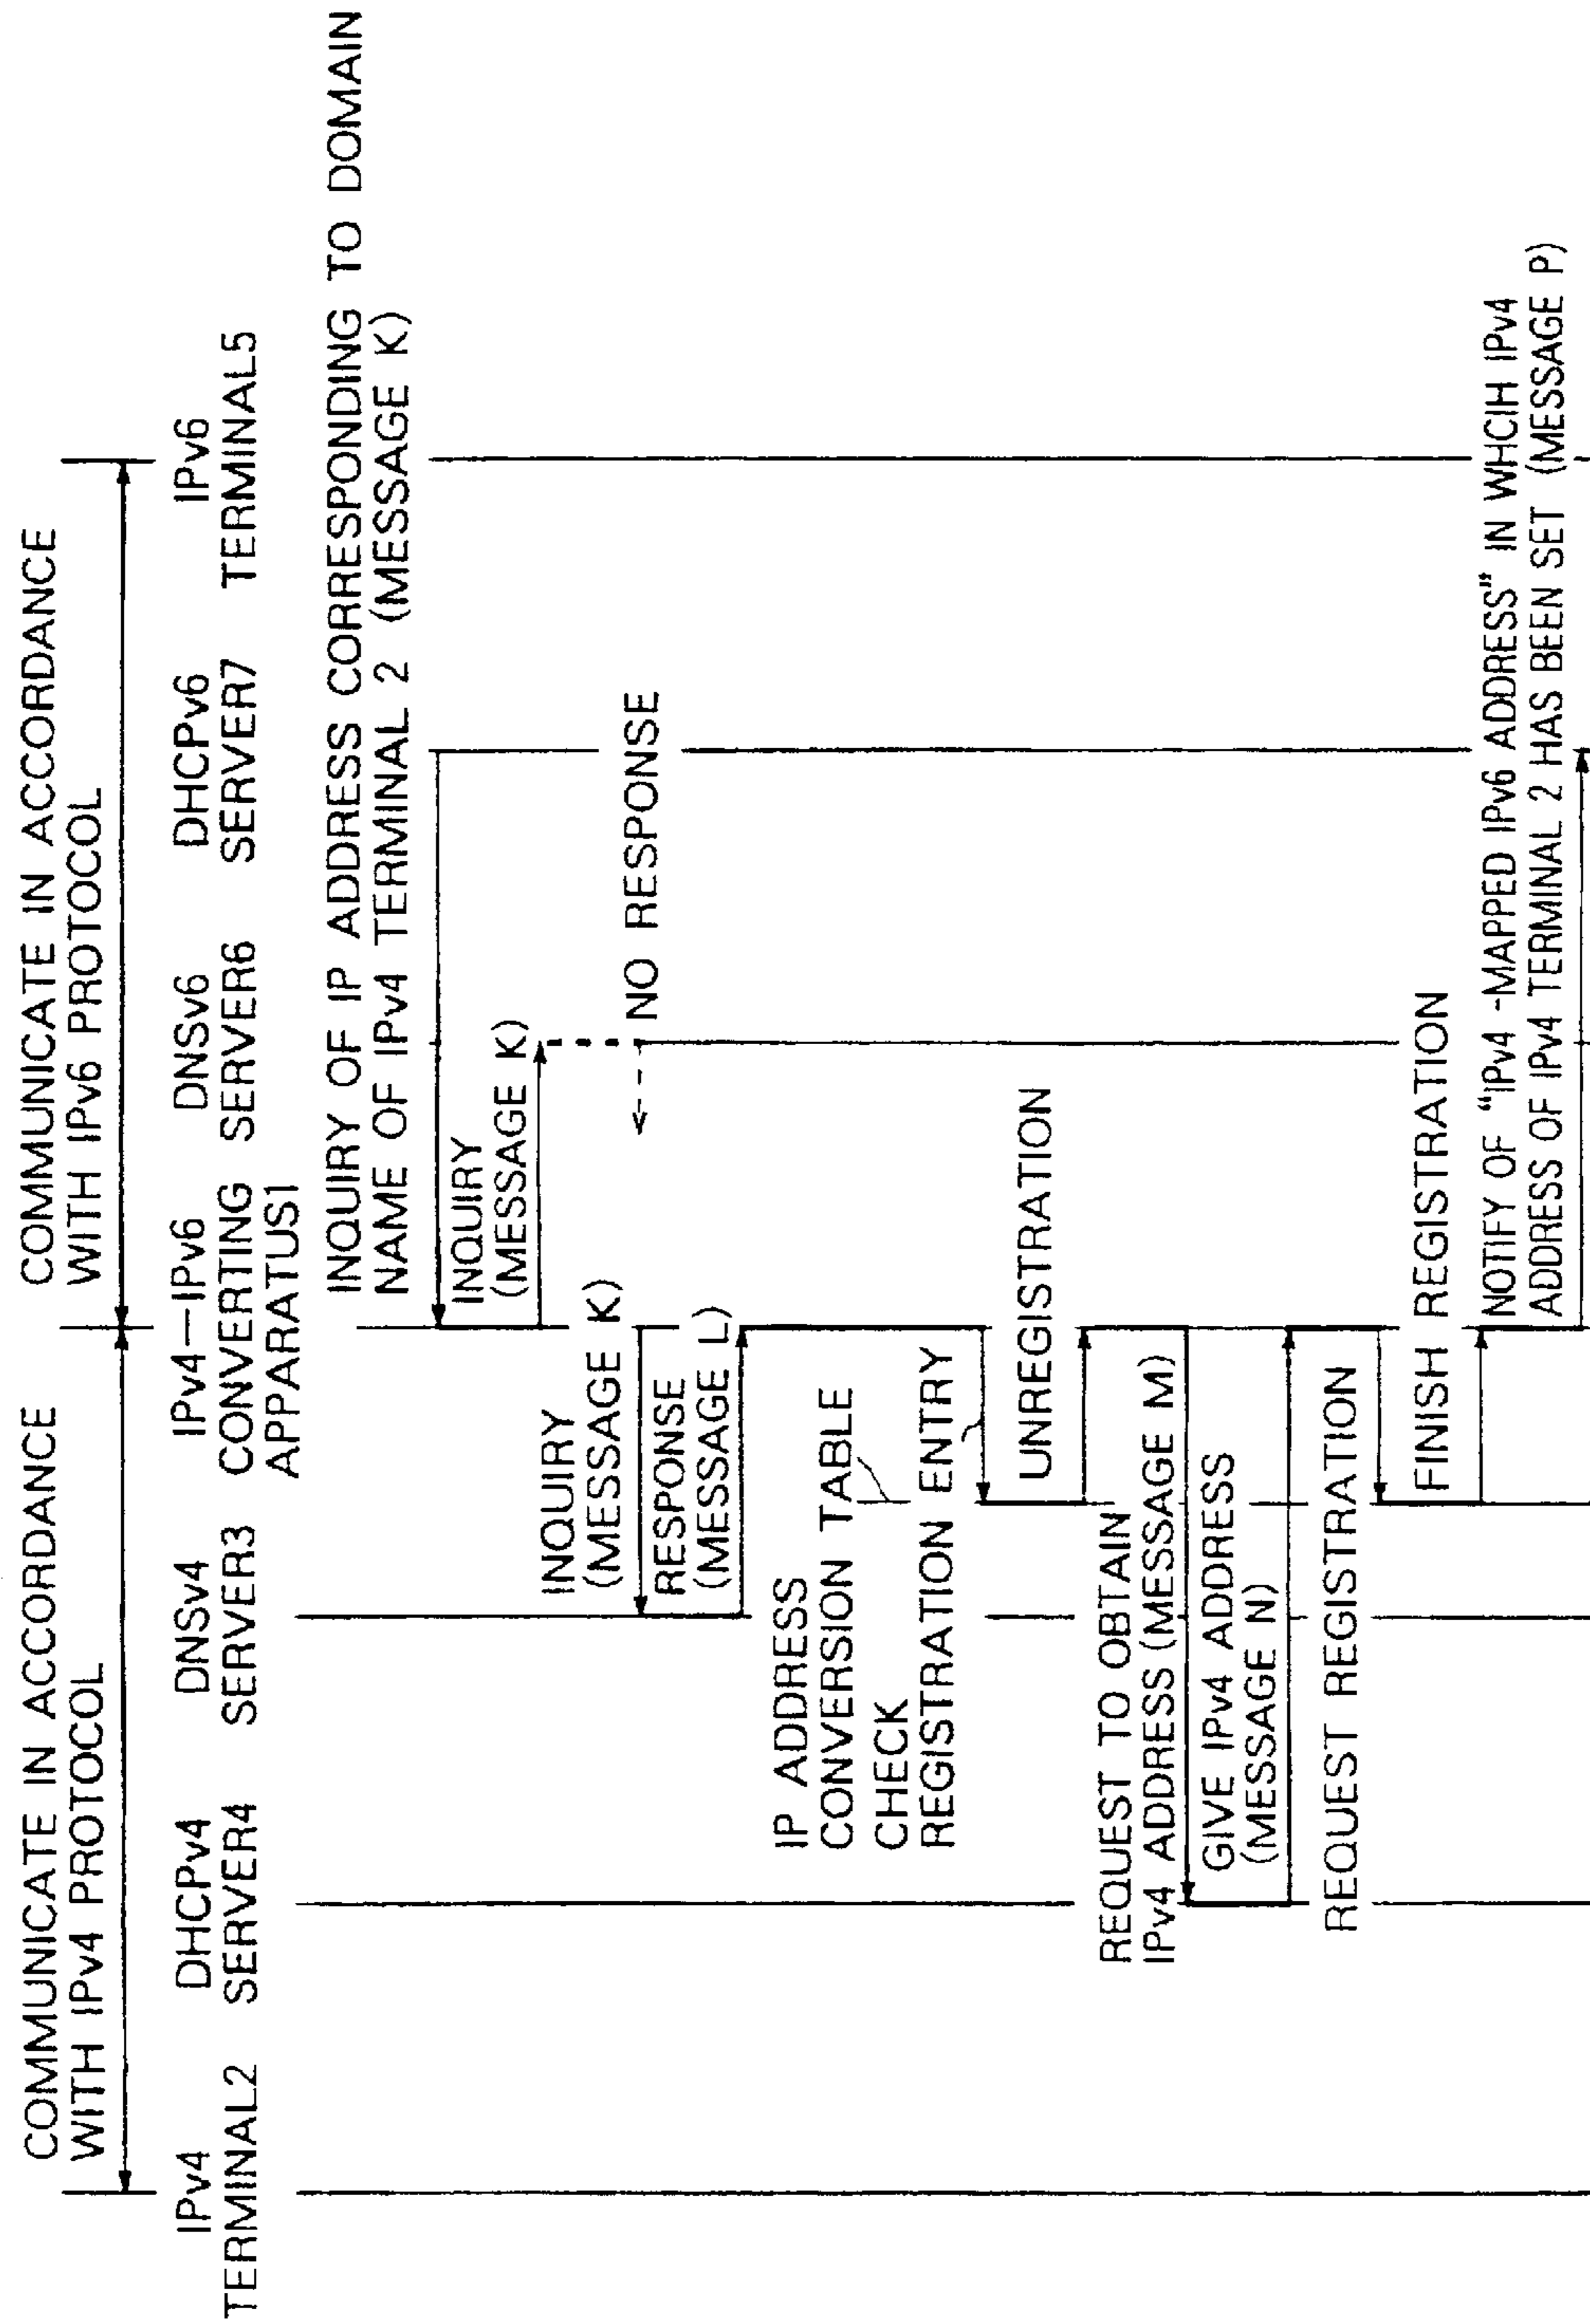 COMMUNICATE IN ACCORDANCE
WITH IPv4 PROTOCOL
COMMUNICATE IN ACCORDANCE
WITH IPv6 PROTOCOL
IPv4
TERMINAL2
DHCPv4
SERVER4
DNSv4
SERVER3
IPv4—IPv6
CONVERTING
APPARATUS1
DNSv6
SERVER6
DHCPv6
SERVER7
IPv6
TERMINAL5
INQUIRY OF IP ADDRESS CORRESPONDING TO DOMAIN
NAME OF IPv4 TERMINAL 2 (MESSAGE K)
INQUIRY
(MESSAGE K)
NO RESPONSE
INQUIRY
(MESSAGE K)
RESPONSE
(MESSAGE L)
IP ADDRESS
CONVERSION TABLE
CHECK
REGISTRATION ENTRY
UNREGISTRATION
REQUEST TO OBTAIN
IPv4 ADDRESS (MESSAGE M)
GIVE IPv4 ADDRESS
(MESSAGE N)
REQUEST REGISTRATION
FINISH REGISTRATION
NOTIFY OF "IPv4 -MAPPED IPv6 ADDRESS" IN WHCIH IPv4
ADDRESS OF IPv4 TERMINAL 2 HAS BEEN SET (MESSAGE P)